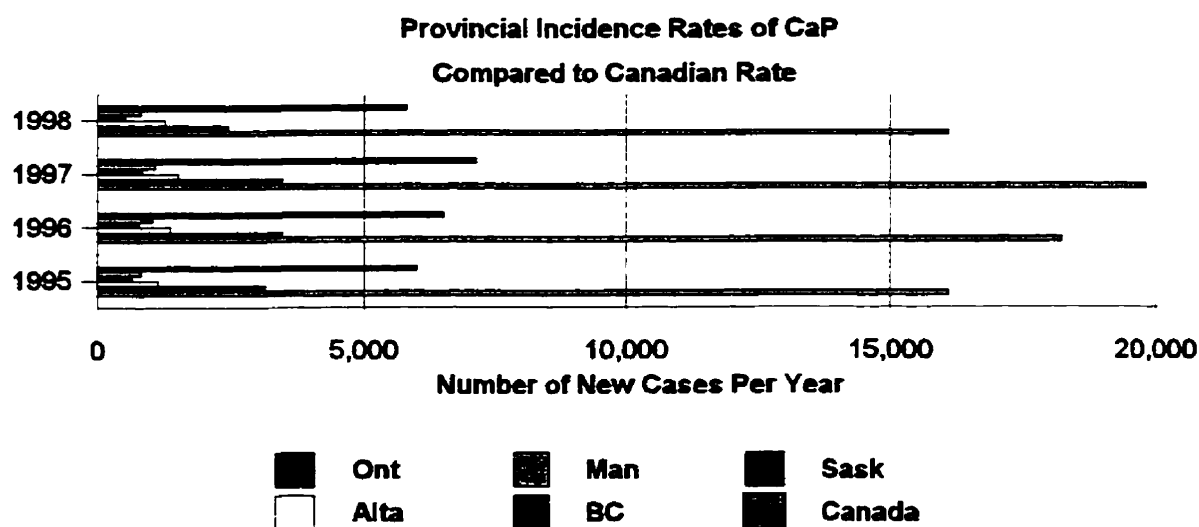 Provincial Incidence Rates of CaP
Compared to Canadian Rate
1998
1997
1996
1995
0 5,000 10,000 15,000 20,000
Number of New Cases Per Year
Ont Man Sask
Alta BC Canada